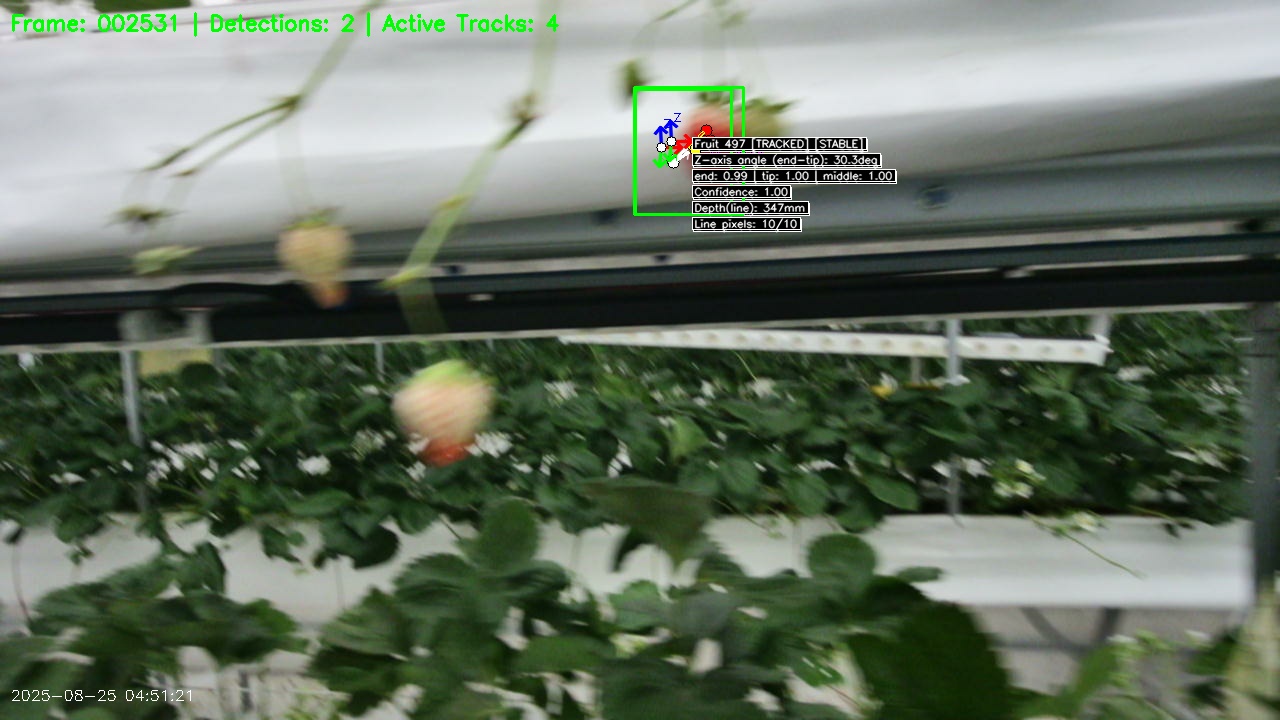 Frame: 002531 | Detections: 2 | Active Tracks: 4
Z
Fruit 497 [TRACKED] [STABLE]
Z-axis angle (end-tip): 30.3deg
end: 0.99 | tip: 1.00 | middle: 1.00
Confidence: 1.00
Depth(line): 347mm
Line pixels: 10/10
2025-08-25 04:51:21